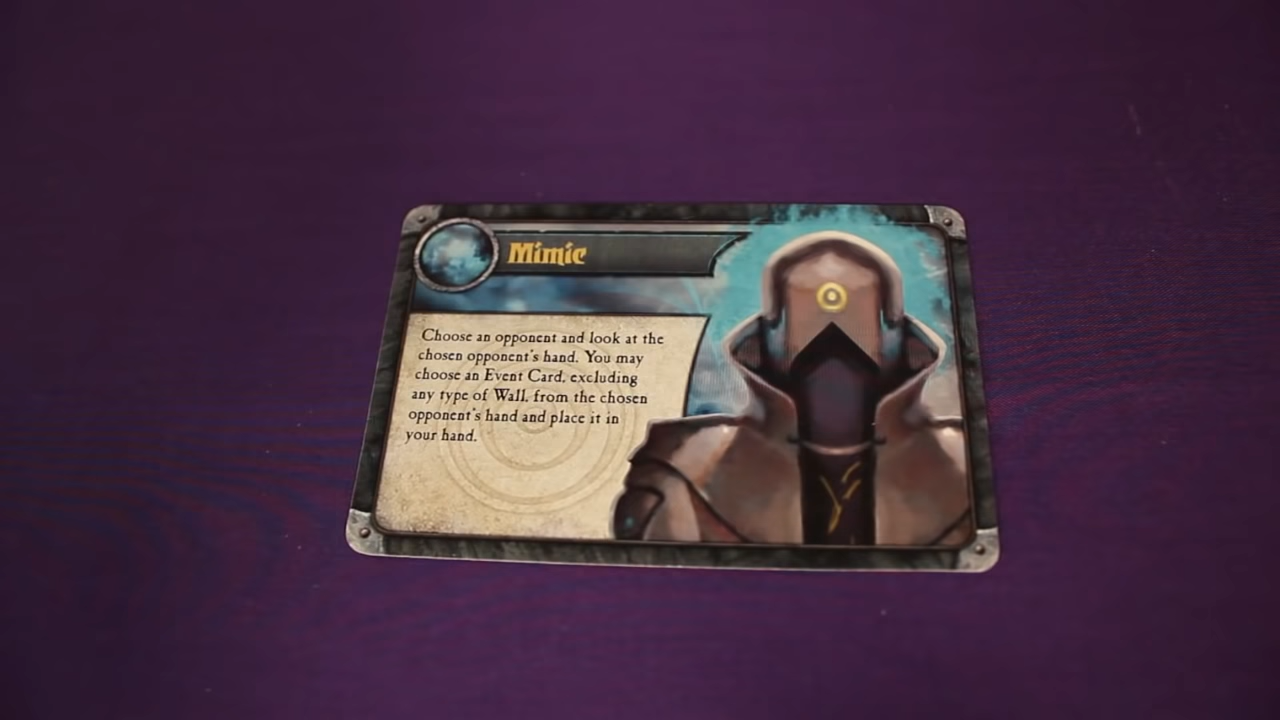 Mimic
Choose an opponent and look at the
chosen opponent's hand. You may
choose an Event Card, excluding
any type of Wall, from the chosen
opponent's hand and place it in
your hand.